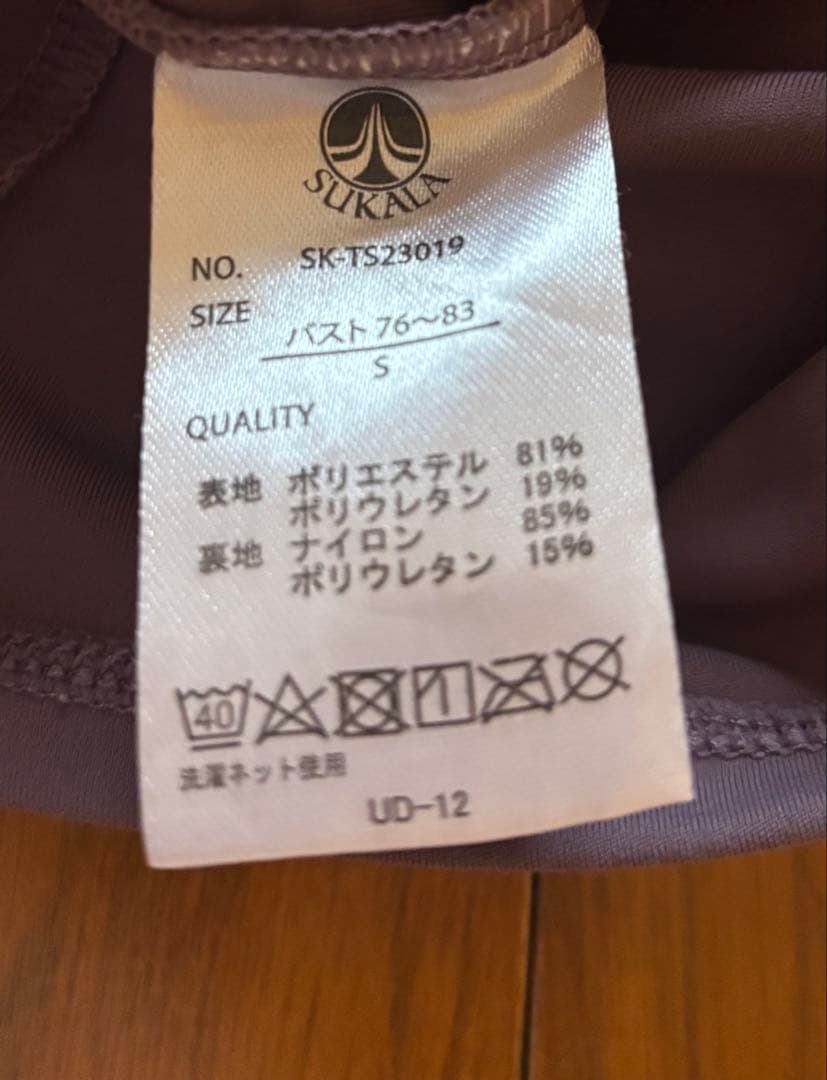 SUKALA
NO. SK-TS23019
SIZE バスト 76〜83
S
QUALITY
表地 ポリエステル 81%
ポリウレタン 19%
裏地 ナイロン 85%
ポリウレタン 15%
40
洗濯ネット使用
UD-12